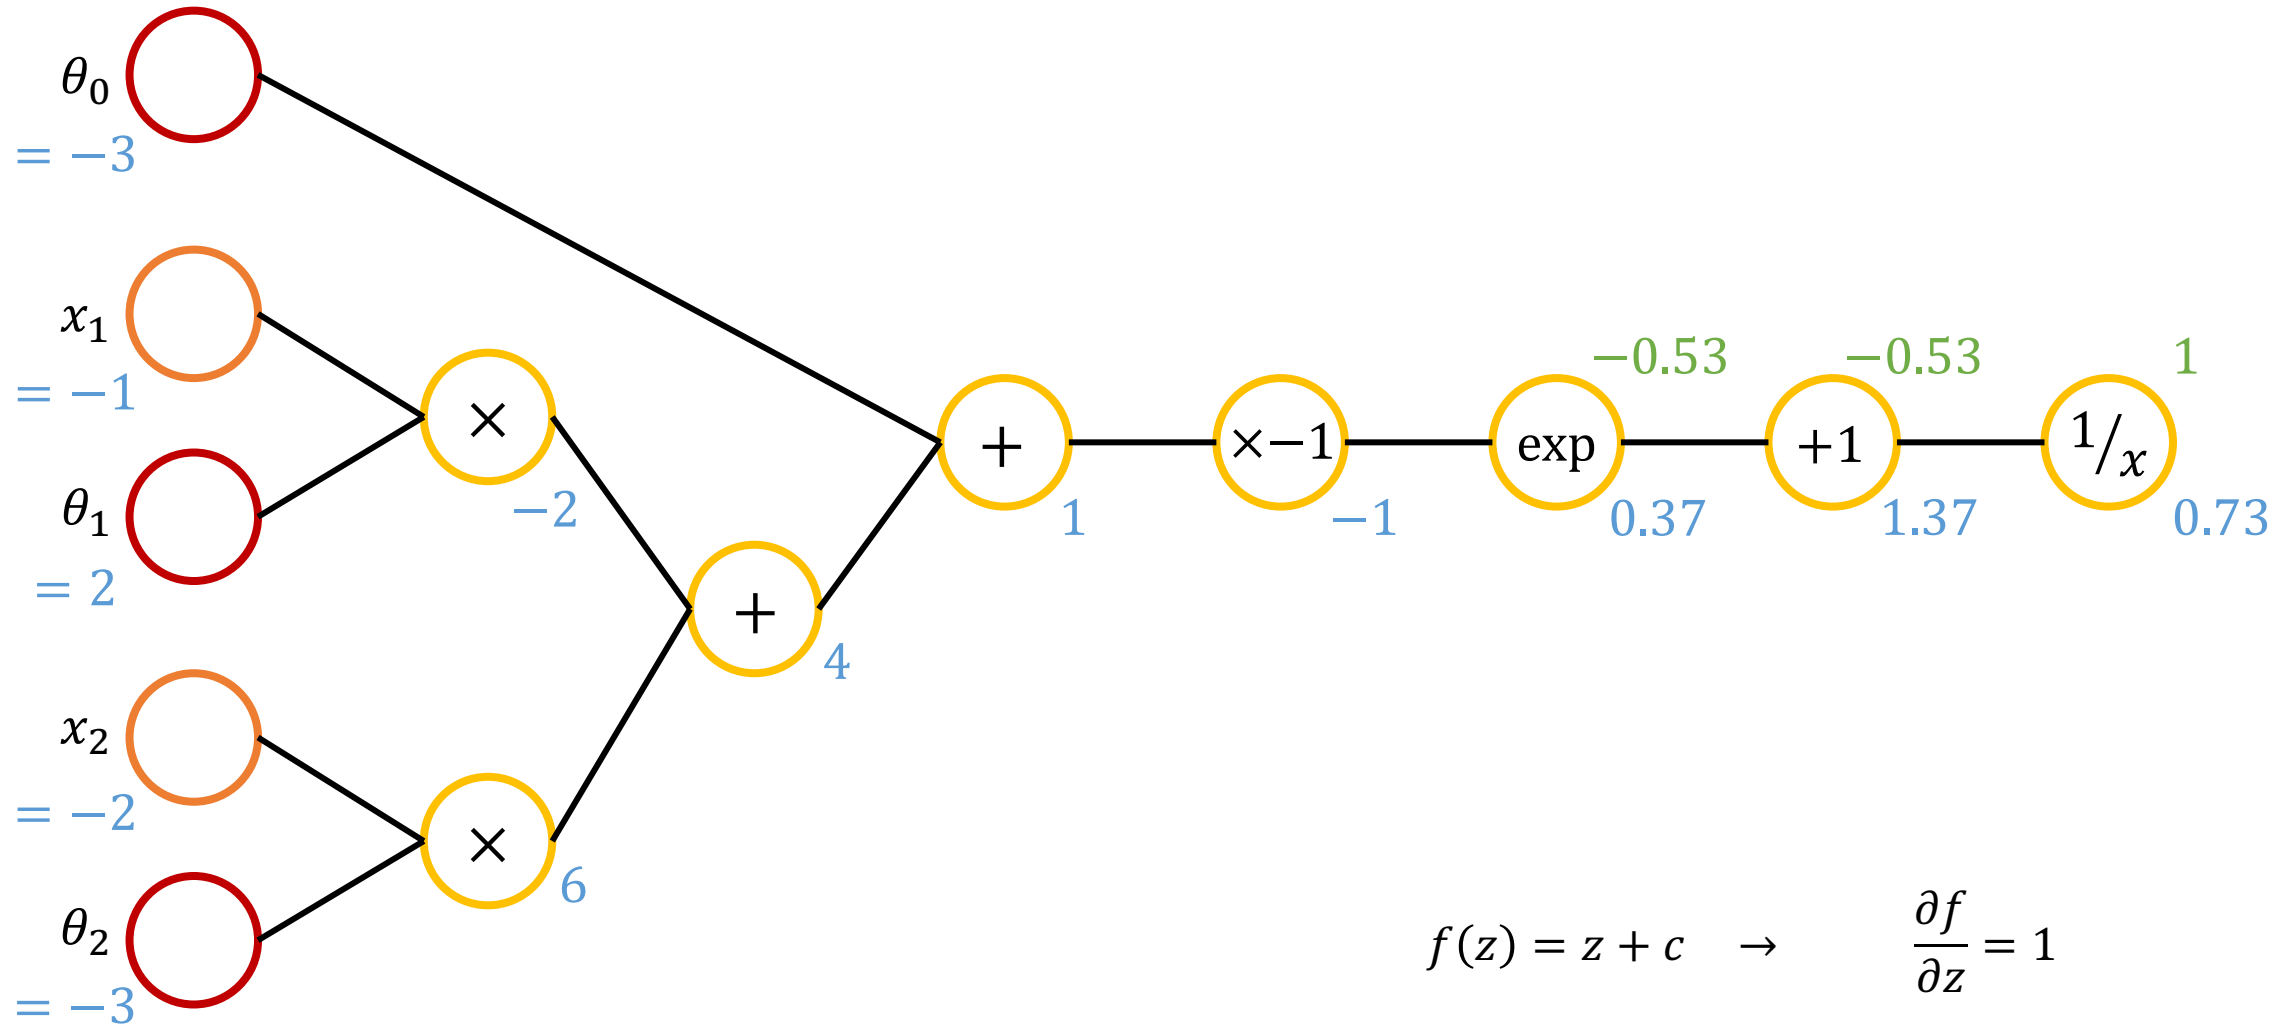 θ₀
= −3
x₁
= −1
θ₁
= 2
x₂
= −2
θ₂
= −3
×
−2
×
6
+
4
+
1
×−1
−1
−0.53
exp
0.37
−0.53
+1
1.37
1
1/x
0.73
f(z) = z + c → ∂f/∂z = 1